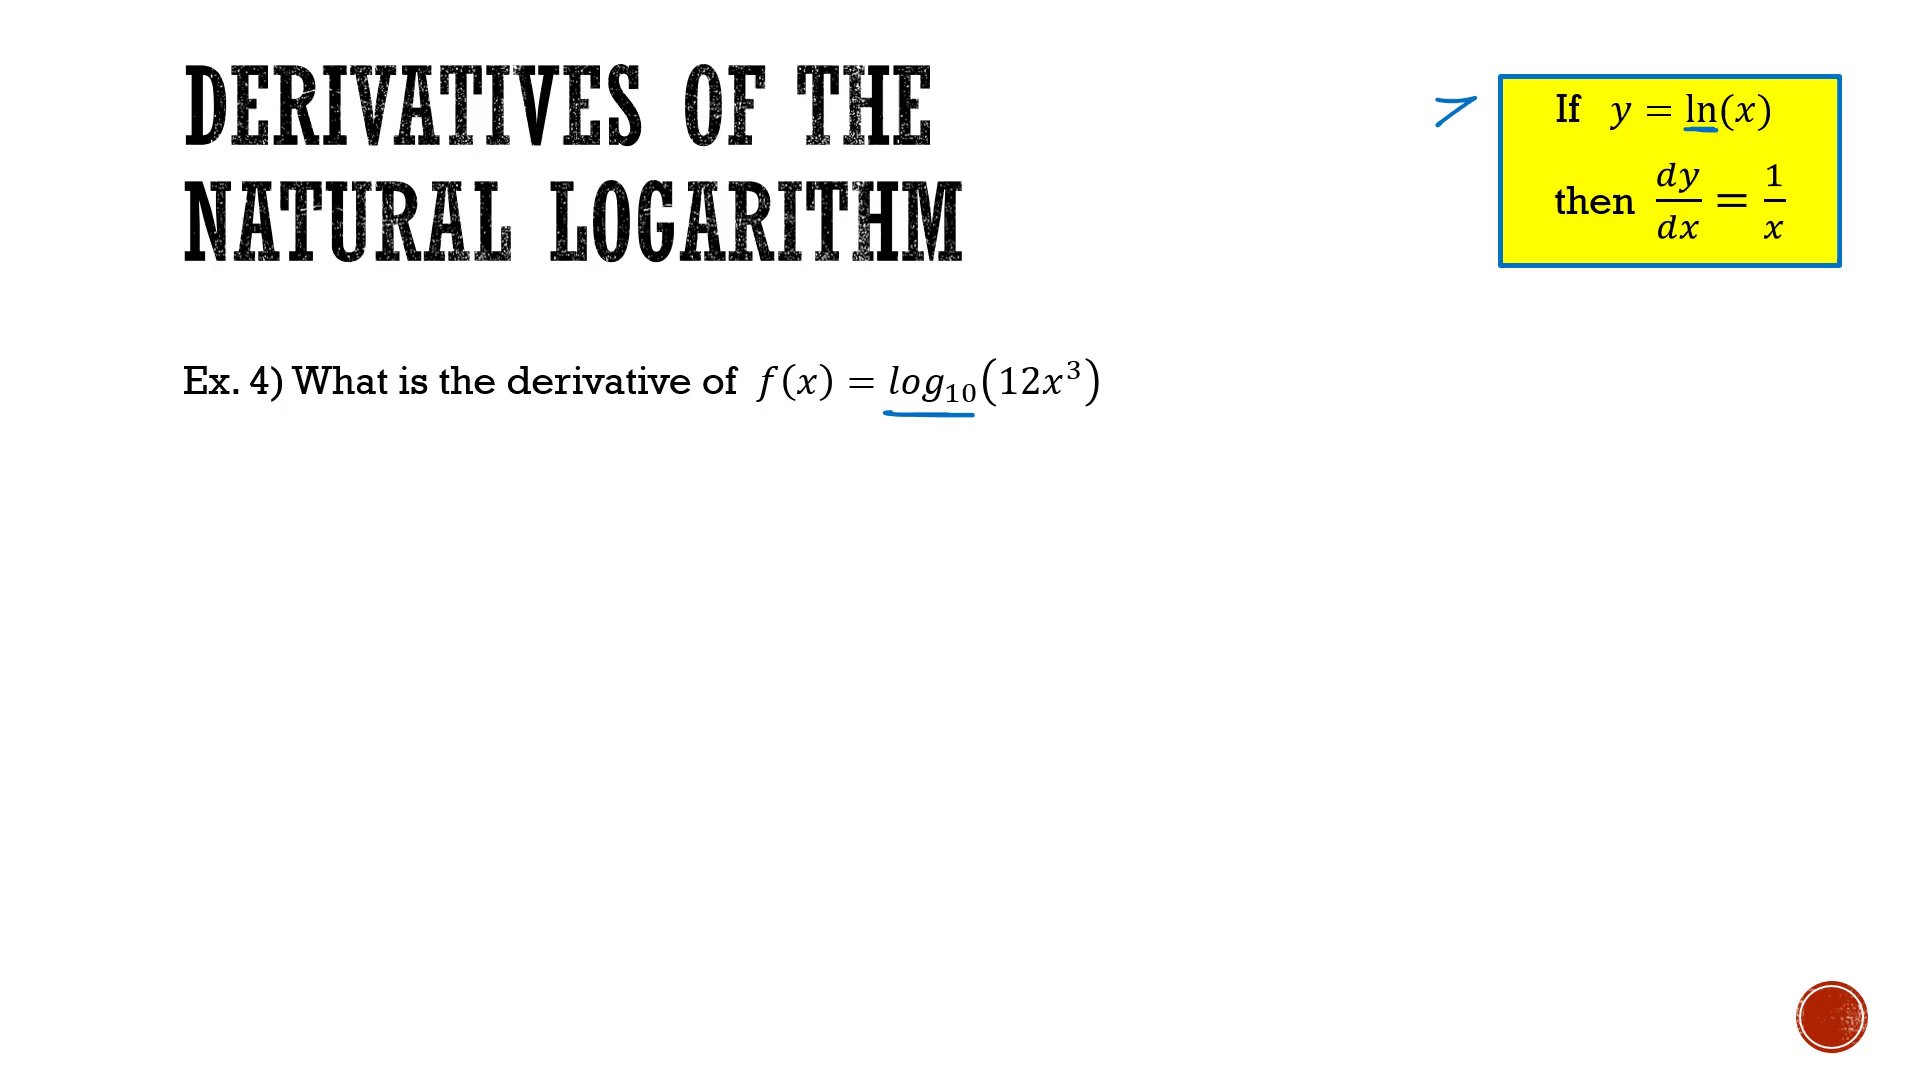 DERIVATIVES OF THE
NATURAL LOGARITHM
If y = ln(x)
then dy/dx = 1/x
Ex. 4) What is the derivative of f(x) = log₁₀(12x³)